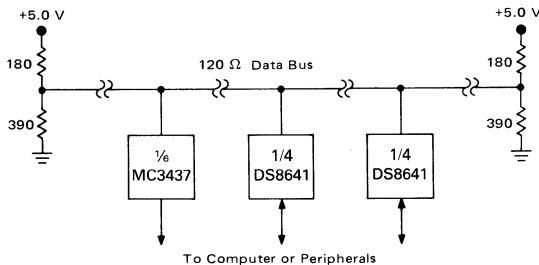 +5.0 V
+5.0 V
180
120 Ω Data Bus
180
390
390
1/6
MC3437
1/4
DS8641
1/4
DS8641
To Computer or Peripherals